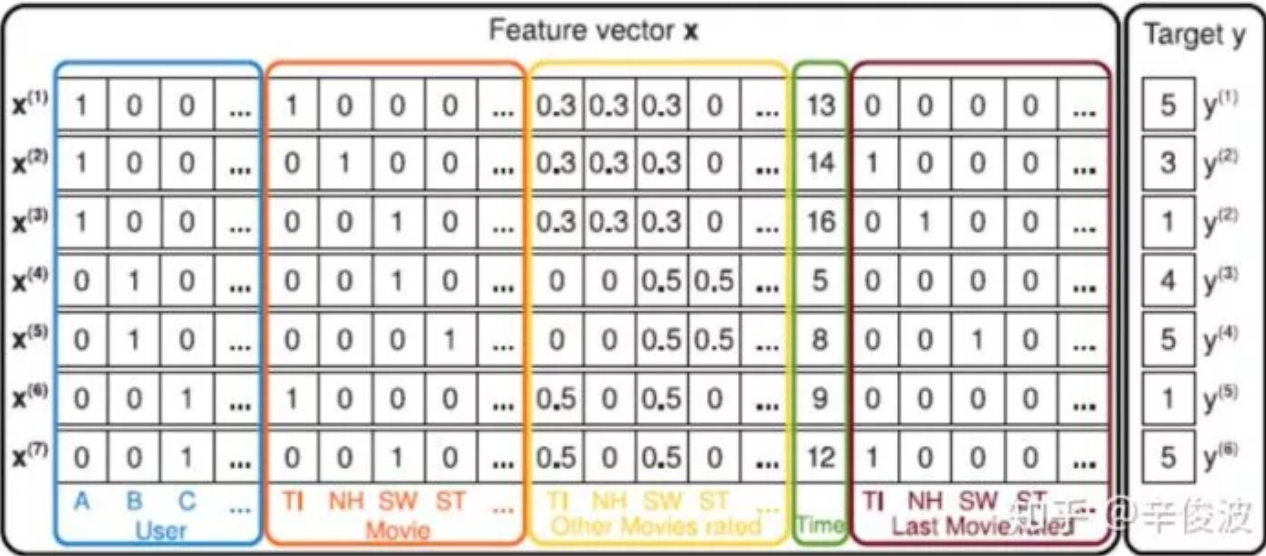 Feature vector x Target y
x(1) 1 0 0 ... 1 0 0 0 ... 0.3 0.3 0.3 0 ... 13 0 0 0 0 ... 5 y(1)
x(2) 1 0 0 ... 0 1 0 0 ... 0.3 0.3 0.3 0 ... 14 1 0 0 0 ... 3 y(2)
x(3) 1 0 0 ... 0 0 1 0 ... 0.3 0.3 0.3 0 ... 16 0 1 0 0 ... 1 y(2)
x(4) 0 1 0 ... 0 0 1 0 ... 0 0 0.5 0.5 ... 5 0 0 0 0 ... 4 y(3)
x(5) 0 1 0 ... 0 0 0 1 ... 0 0 0.5 0.5 ... 8 0 0 1 0 ... 5 y(4)
x(6) 0 0 1 ... 1 0 0 0 ... 0.5 0 0.5 0 ... 9 0 0 0 0 ... 1 y(5)
x(7) 0 0 1 ... 0 0 1 0 ... 0.5 0 0.5 0 ... 12 1 0 0 0 ... 5 y(6)
A B C ... TI NH SW ST ... TI NH SW ST ... TI NH SW ST ...
User Movie Other Movies rated Time Last Movie rated
知乎 @辛俊波